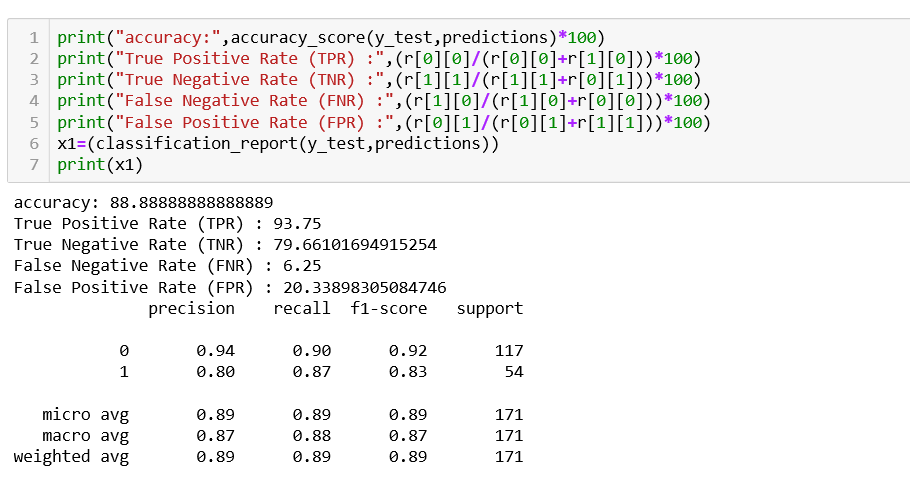 1 print("accuracy:",accuracy_score(y_test,predictions)*100)
2 print("True Positive Rate (TPR) :",(r[0][0]/(r[0][0]+r[1][0]))*100)
3 print("True Negative Rate (TNR) :",(r[1][1]/(r[1][1]+r[0][1]))*100)
4 print("False Negative Rate (FNR) :",(r[1][0]/(r[1][0]+r[0][0]))*100)
5 print("False Positive Rate (FPR) :",(r[0][1]/(r[0][1]+r[1][1]))*100)
6 x1=(classification_report(y_test,predictions))
7 print(x1)
accuracy: 88.88888888888889
True Positive Rate (TPR) : 93.75
True Negative Rate (TNR) : 79.66101694915254
False Negative Rate (FNR) : 6.25
False Positive Rate (FPR) : 20.33898305084746
precision recall f1-score support
0 0.94 0.90 0.92 117
1 0.80 0.87 0.83 54
micro avg 0.89 0.89 0.89 171
macro avg 0.87 0.88 0.87 171
weighted avg 0.89 0.89 0.89 171